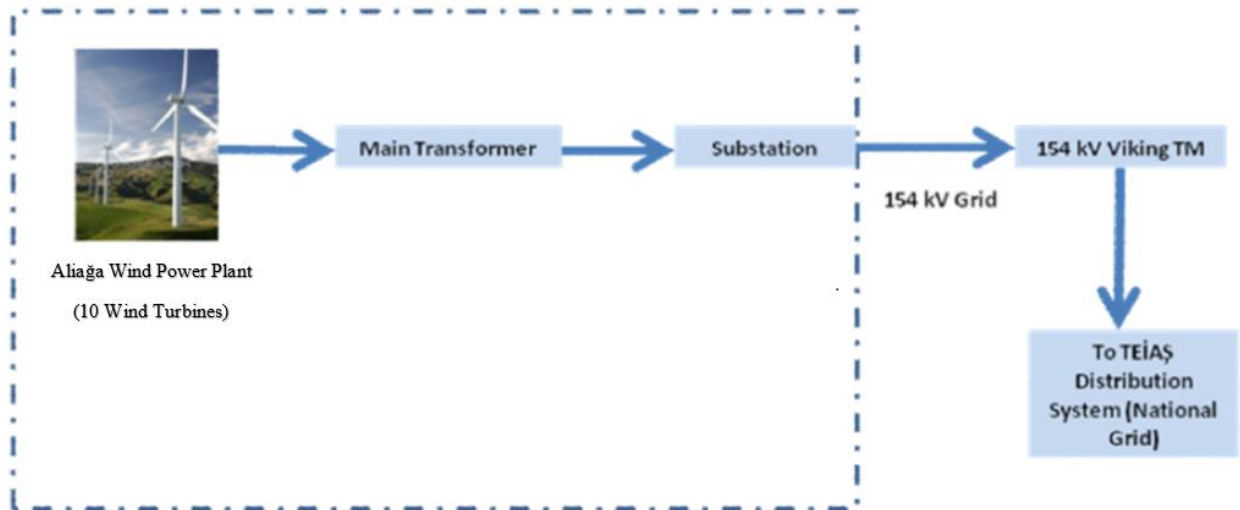 Main Transformer
Substation
154 kV Viking TM
154 kV Grid
Aliağa Wind Power Plant
(10 Wind Turbines)
To TEİAŞ
Distribution
System (National
Grid)